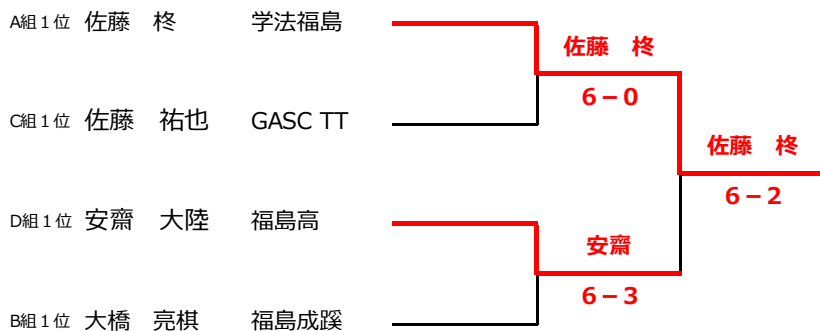 A組１位 佐藤　柊 学法福島
佐藤　柊
6－0
C組１位 佐藤　祐也 GASC TT
佐藤　柊
6－2
D組１位 安齋　大陸 福島高
安齋
6－3
B組１位 大橋　亮棋 福島成蹊